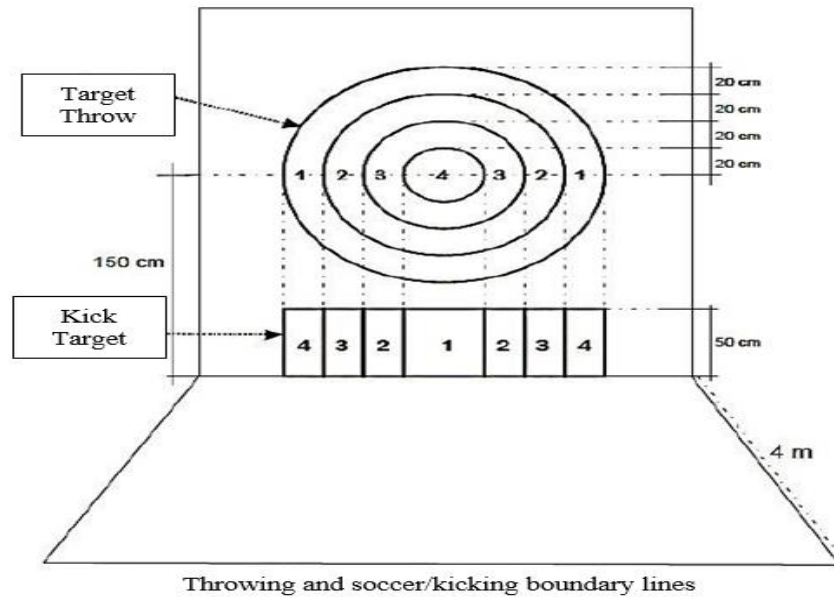 Target
Throw
20 cm
20 cm
20 cm
20 cm
1 2 3 4 3 2 1
150 cm
Kick
Target
4 3 2 1 2 3 4
50 cm
4 m
Throwing and soccer/kicking boundary lines